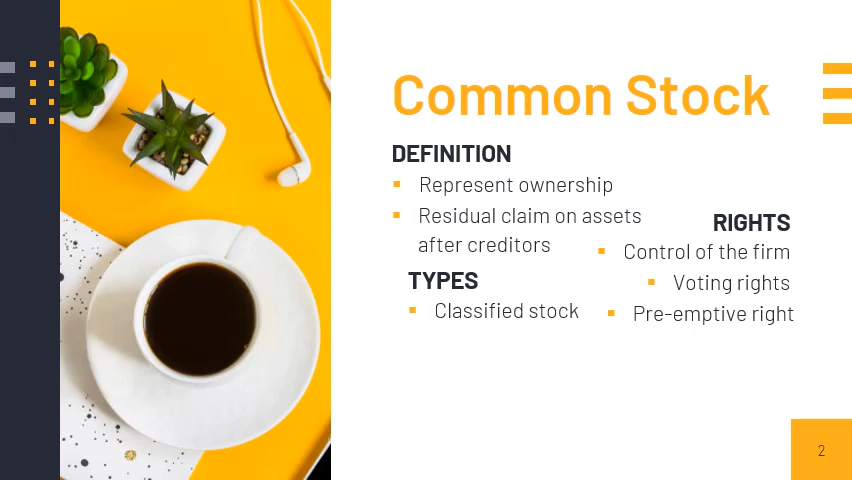 Common Stock
DEFINITION
Represent ownership
Residual claim on assets
after creditors
TYPES
Classified stock
RIGHTS
Control of the firm
Voting rights
Pre-emptive right
2